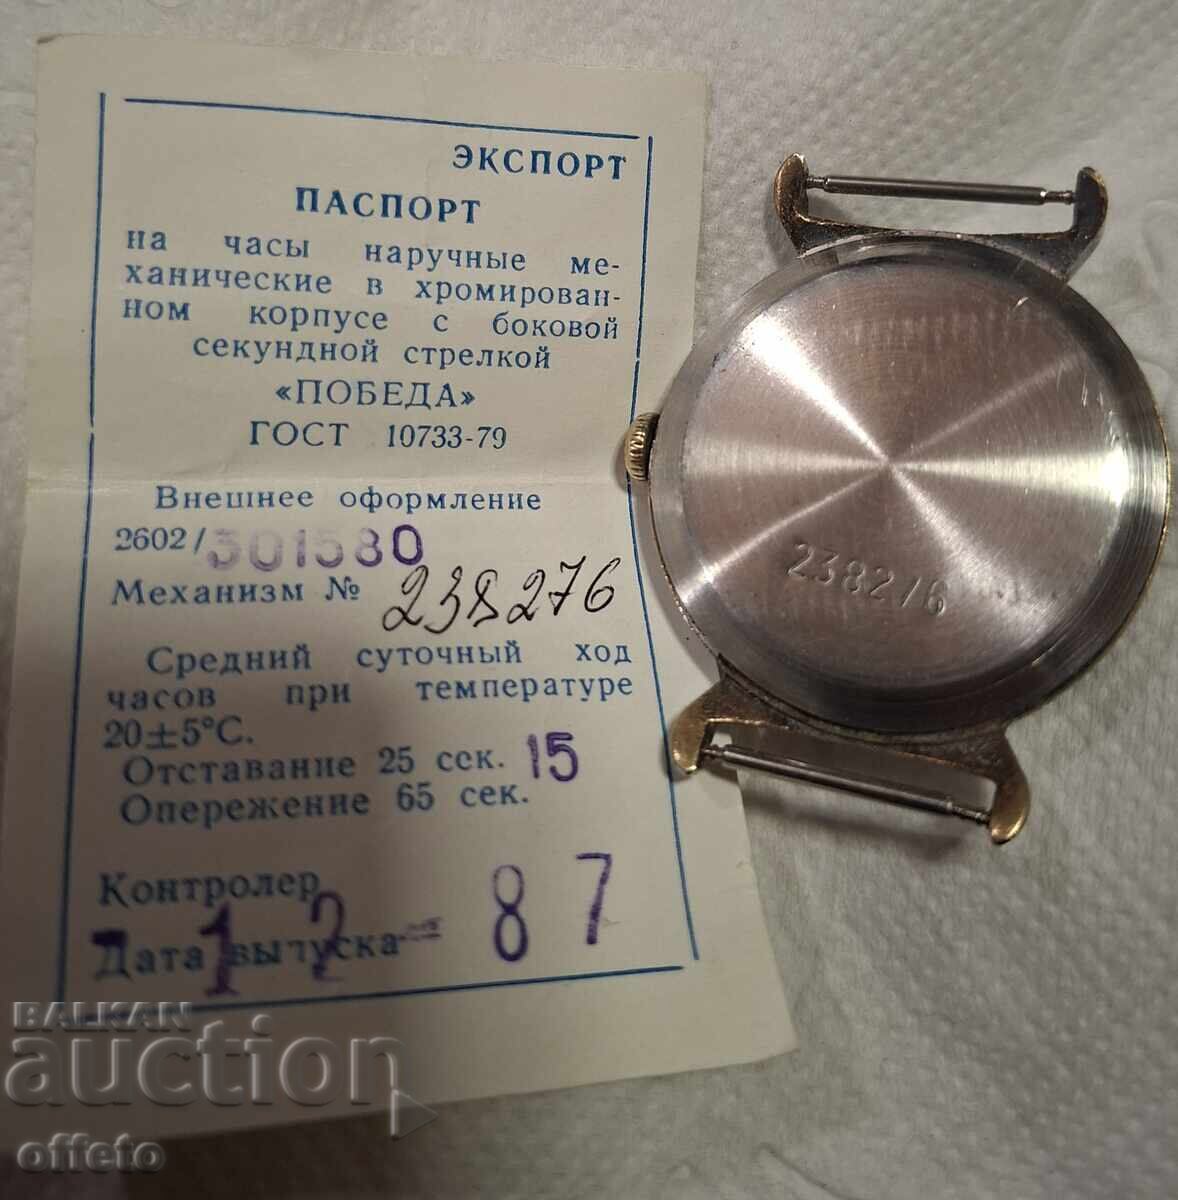 ЭКСПОРТ
ПАСПОРТ
на часы наручные ме-
ханические в хромирован-
ном корпусе с боковой
секундной стрелкой
«ПОБЕДА»
ГОСТ 10733-79
Внешнее оформление
2602/301580
Механизм № 238276
Средний суточный ход
часов при температуре
20±5°С.
Отставание 25 сек. 15
Опережение 65 сек.
Контролер
Дата выпуска
12 87
238276
BALKAN
auction
offeto